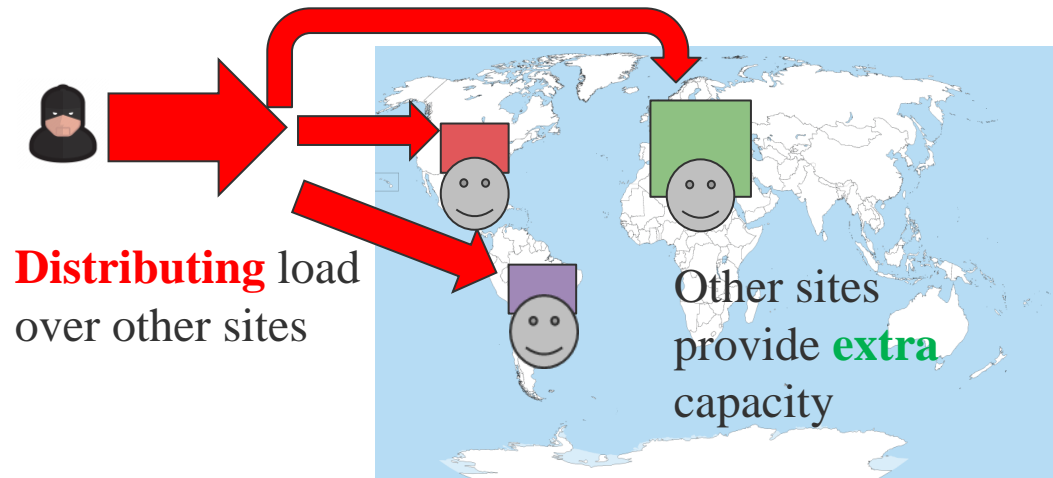 Distributing load
over other sites
Other sites
provide extra
capacity